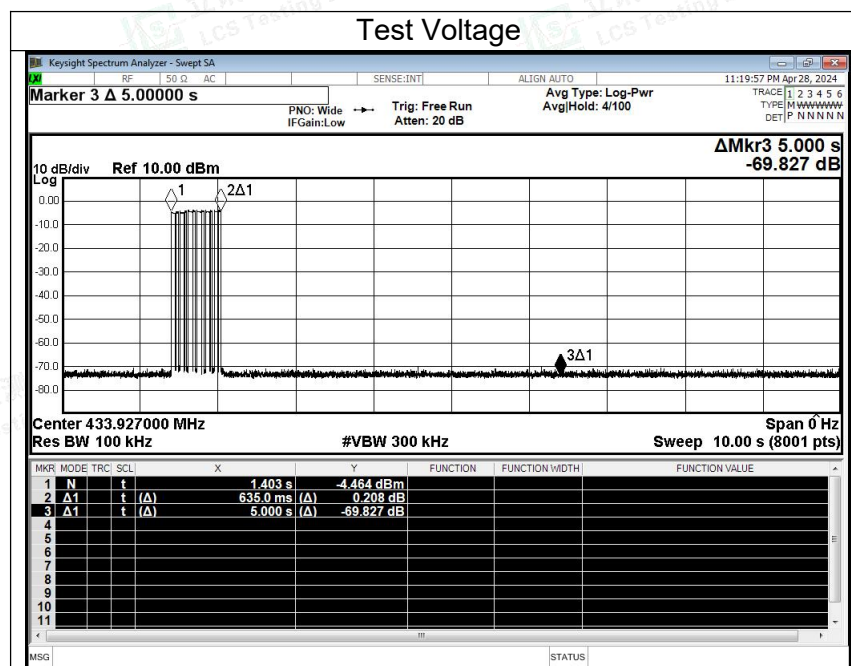 Test Voltage
Keysight Spectrum Analyzer - Swept SA
LXI RF 50 Ω AC SENSE:INT ALIGN AUTO 11:19:57 PM Apr 28, 2024
Marker 3 Δ 5.00000 s
PNO: Wide
IFGain:Low
Trig: Free Run
Atten: 20 dB
Avg Type: Log-Pwr
Avg|Hold: 4/100
TRACE 1 2 3 4 5 6
TYPE M WWWWW
DET P N N N N N
ΔMkr3 5.000 s
-69.827 dB
10 dB/div Ref 10.00 dBm
Log
0.00
-10.0
-20.0
-30.0
-40.0
-50.0
-60.0
-70.0
-80.0
1
2Δ1
3Δ1
Center 433.927000 MHz Span 0 Hz
Res BW 100 kHz #VBW 300 kHz Sweep 10.00 s (8001 pts)
MKR MODE TRC SCL X Y FUNCTION FUNCTION WIDTH FUNCTION VALUE
1 N t 1.403 s -4.464 dBm
2 Δ1 t (Δ) 635.0 ms (Δ) 0.208 dB
3 Δ1 t (Δ) 5.000 s (Δ) -69.827 dB
4
5
6
7
8
9
10
11
MSG STATUS